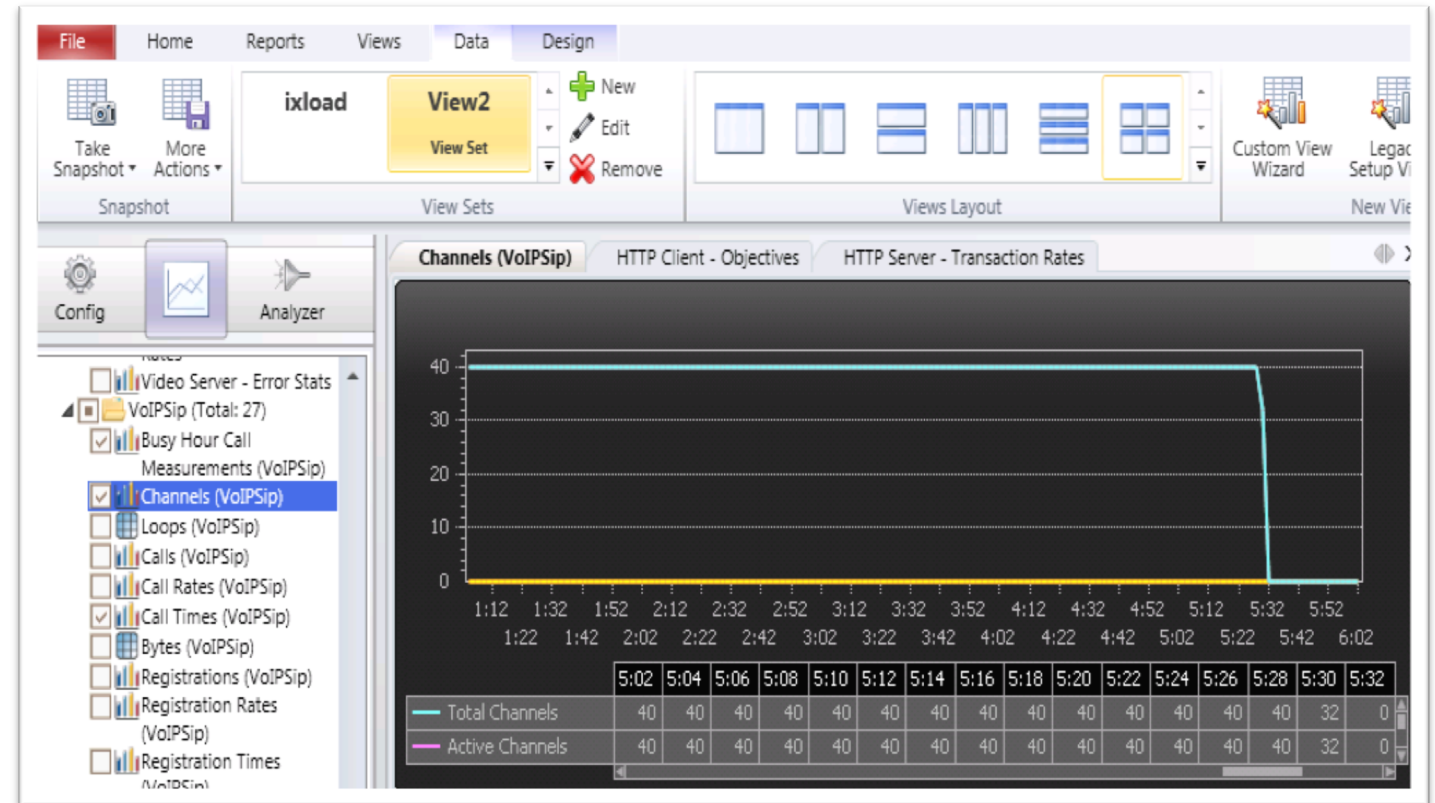 File Home Reports Views Data Design
ixload View2 New
View Set Edit
Take Snapshot More Actions Remove Custom View Wizard Setup
Snapshot View Sets Views Layout New
Config Analyzer
Channels (VoIPSip) HTTP Client - Objectives HTTP Server - Transaction Rates
Video Server - Error Stats
VoIPSip (Total: 27)
Busy Hour Call
Measurements (VoIPSip)
Channels (VoIPSip)
Loops (VoIPSip)
Calls (VoIPSip)
Call Rates (VoIPSip)
Call Times (VoIPSip)
Bytes (VoIPSip)
Registrations (VoIPSip)
Registration Rates
(VoIPSip)
Registration Times
40
30
20
10
0
1:12 1:32 1:52 2:12 2:32 2:52 3:12 3:32 3:52 4:12 4:32 4:52 5:12 5:32 5:52
1:22 1:42 2:02 2:22 2:42 3:02 3:22 3:42 4:02 4:22 4:42 5:02 5:22 5:42 6:02
5:02 5:04 5:06 5:08 5:10 5:12 5:14 5:16 5:18 5:20 5:22 5:24 5:26 5:28 5:30 5:32
Total Channels 40 40 40 40 40 40 40 40 40 40 40 40 40 40 32 0
Active Channels 40 40 40 40 40 40 40 40 40 40 40 40 40 40 32 0